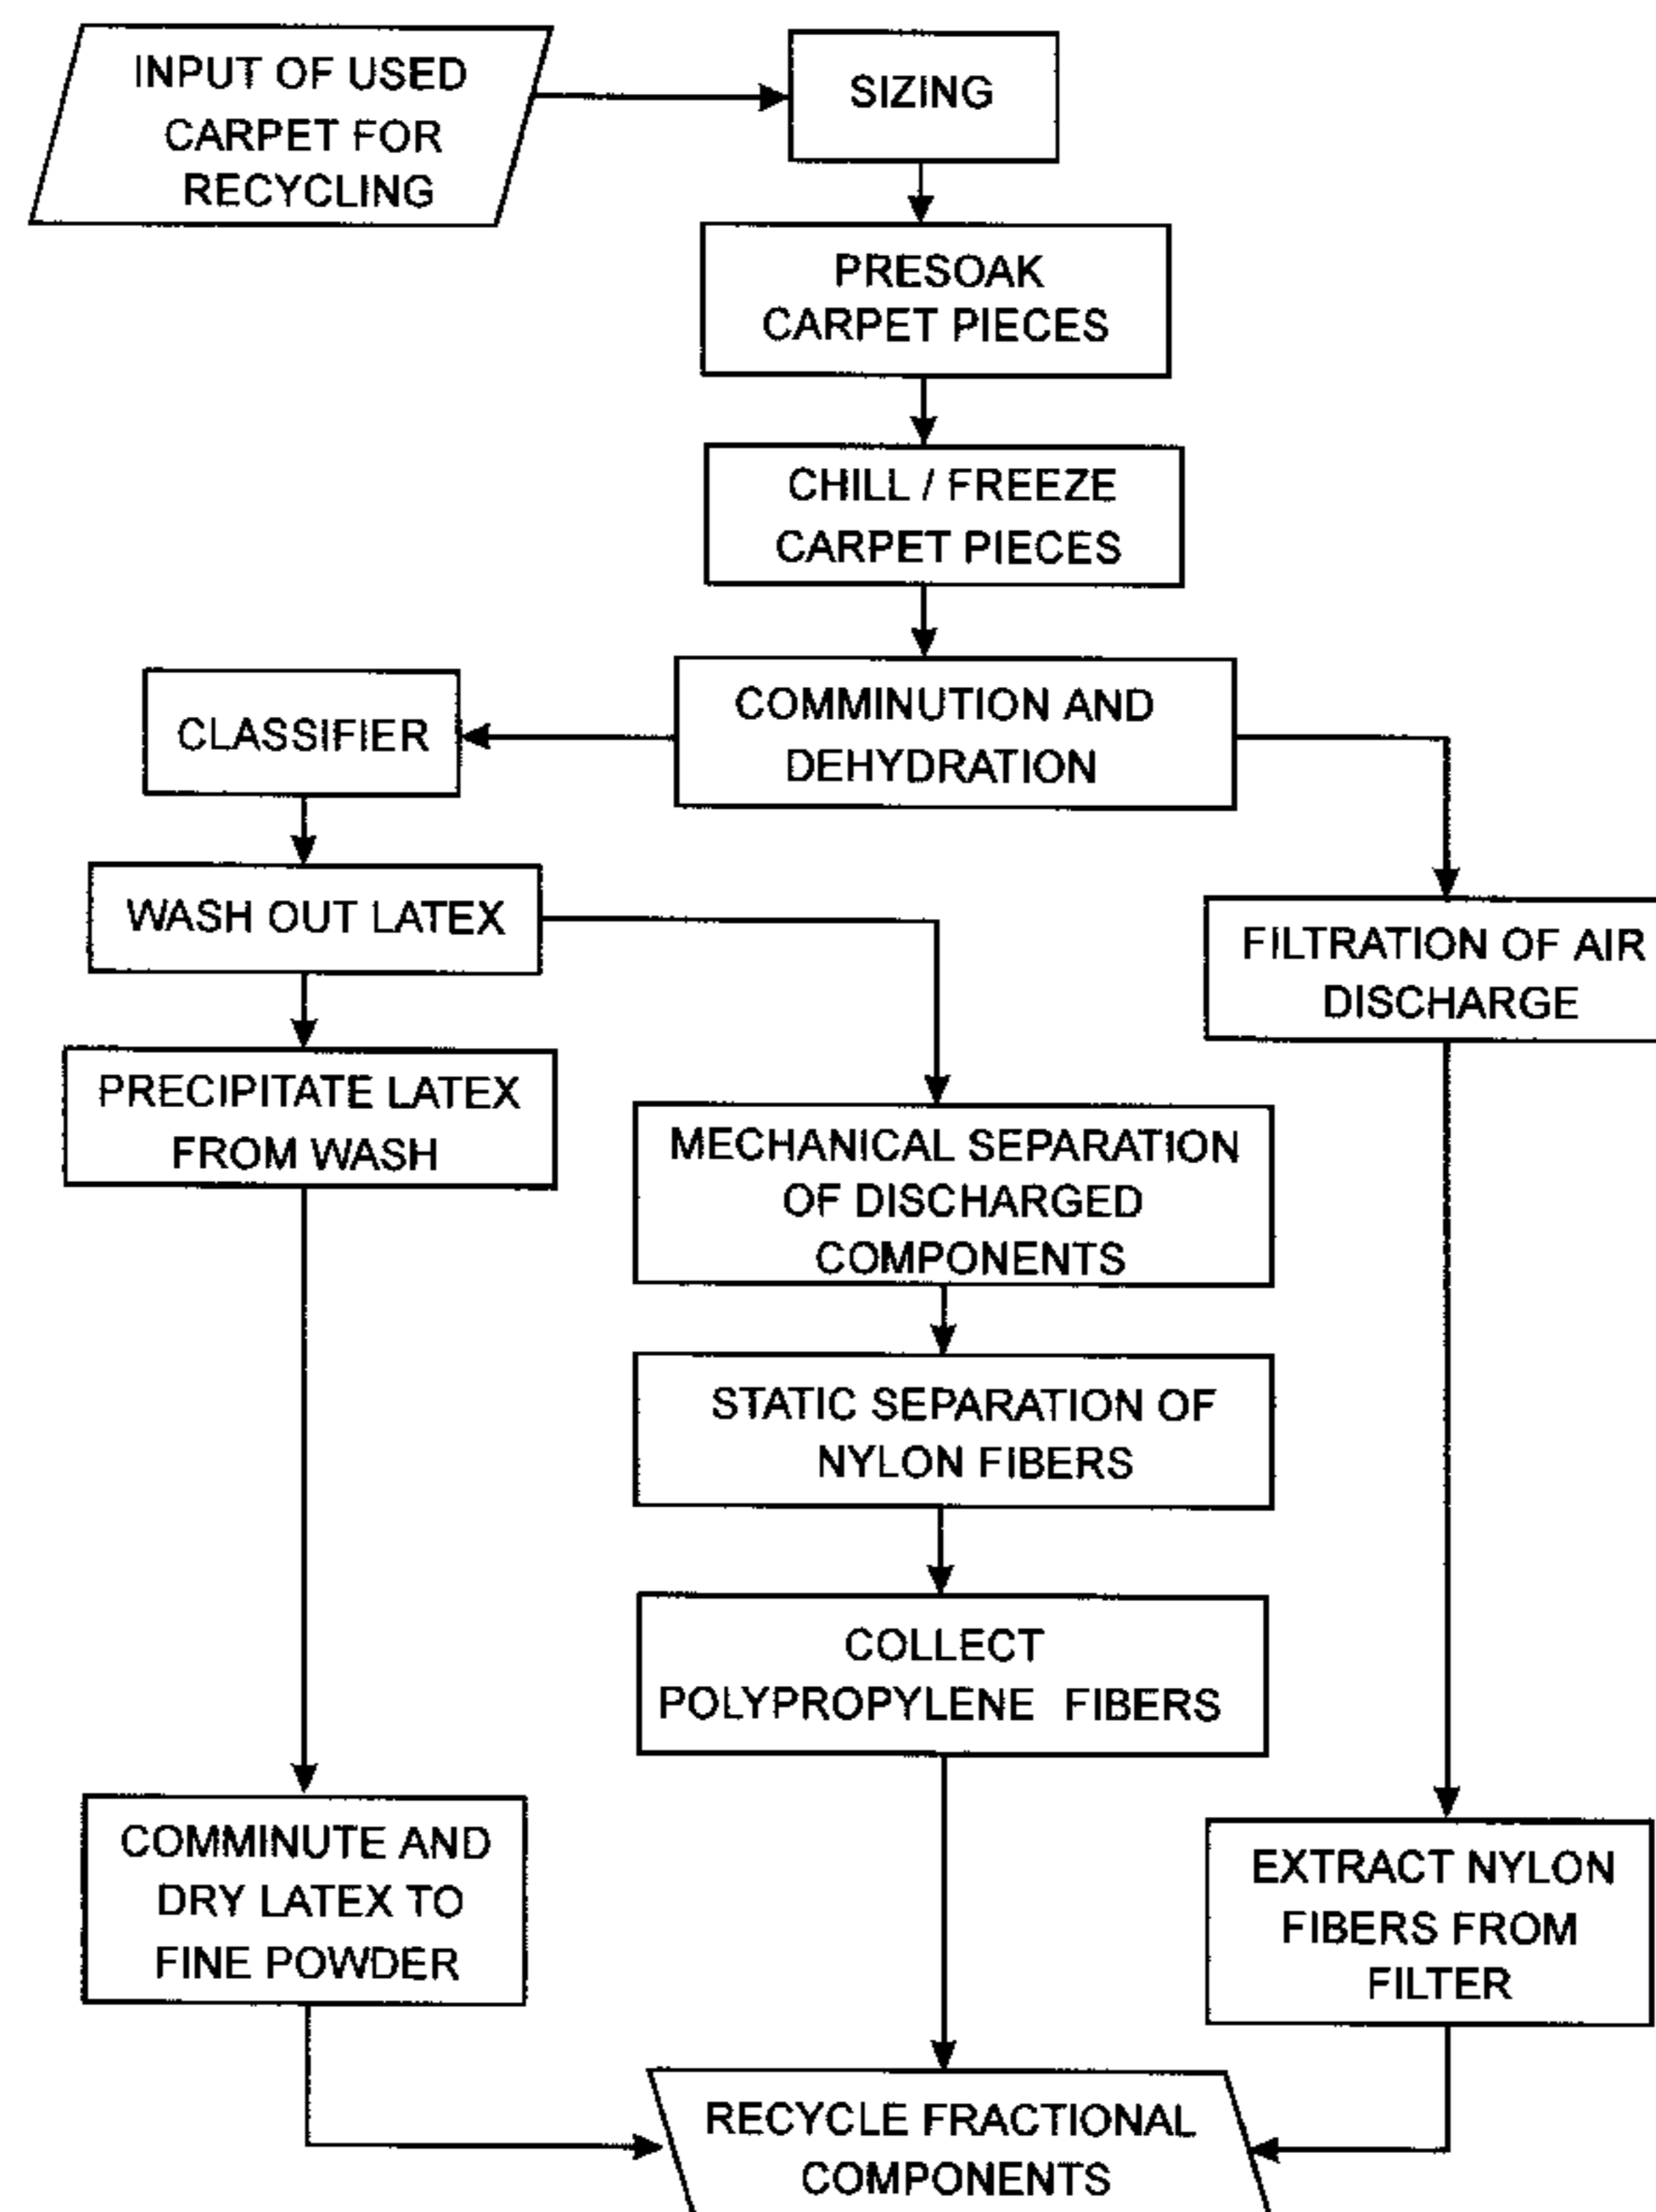 INPUT OF USED
CARPET FOR
RECYCLING
SIZING
PRESOAK
CARPET PIECES
CHILL / FREEZE
CARPET PIECES
COMMINUTION AND
DEHYDRATION
CLASSIFIER
WASH OUT LATEX
FILTRATION OF AIR
DISCHARGE
PRECIPITATE LATEX
FROM WASH
MECHANICAL SEPARATION
OF DISCHARGED
COMPONENTS
STATIC SEPARATION OF
NYLON FIBERS
COLLECT
POLYPROPYLENE FIBERS
COMMINUTE AND
DRY LATEX TO
FINE POWDER
EXTRACT NYLON
FIBERS FROM
FILTER
RECYCLE FRACTIONAL
COMPONENTS